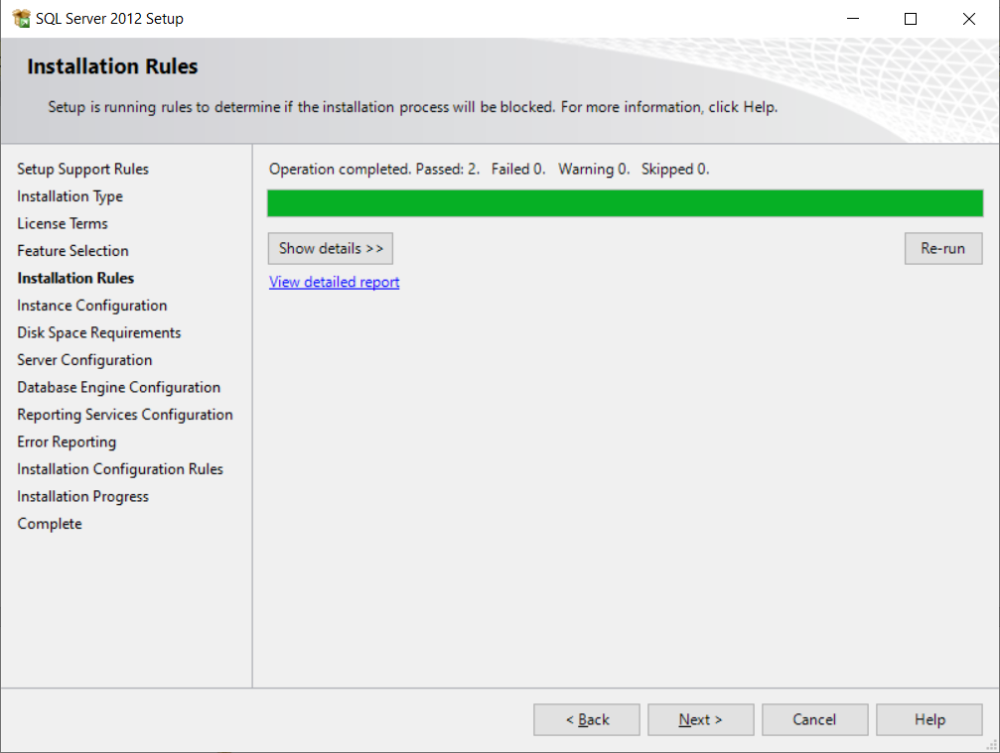 SQL Server 2012 Setup
Installation Rules
Setup is running rules to determine if the installation process will be blocked. For more information, click Help.
Setup Support Rules
Installation Type
License Terms
Feature Selection
Installation Rules
Instance Configuration
Disk Space Requirements
Server Configuration
Database Engine Configuration
Reporting Services Configuration
Error Reporting
Installation Configuration Rules
Installation Progress
Complete
Operation completed. Passed: 2. Failed 0. Warning 0. Skipped 0.
Show details >>
Re-run
View detailed report
< Back
Next >
Cancel
Help